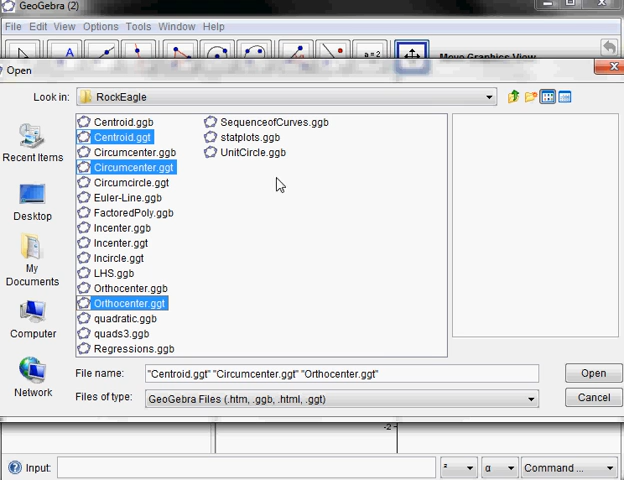 GeoGebra (2)
File Edit View Options Tools Window Help
A
a = 2
Move Graphics View
Open
Look in: RockEagle
Recent Items
Desktop
My
Documents
Computer
Network
Centroid.ggb
Centroid.ggt
Circumcenter.ggb
Circumcenter.ggt
Circumcircle.ggt
Euler-Line.ggb
FactoredPoly.ggb
Incenter.ggb
Incenter.ggt
Incircle.ggt
LHS.ggb
Orthocenter.ggb
Orthocenter.ggt
quadratic.ggb
quads3.ggb
Regressions.ggb
SequenceofCurves.ggb
statplots.ggb
UnitCircle.ggb
File name: "Centroid.ggt" "Circumcenter.ggt" "Orthocenter.ggt"
Open
Files of type: GeoGebra Files (.htm, .ggb, .html, .ggt)
Cancel
-2
Input: ² α Command ...